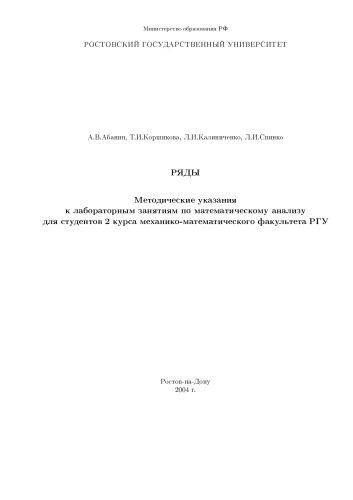 Министерство образования РФ
РОСТОВСКИЙ ГОСУДАРСТВЕННЫЙ УНИВЕРСИТЕТ
А.В.Абанин, Т.И.Коршикова, Л.И.Калиниченко, Л.И.Спинко
РЯДЫ
Методические указания
к лабораторным занятиям по математическому анализу
для студентов 2 курса механико-математического факультета РГУ
Ростов-на-Дону
2004 г.